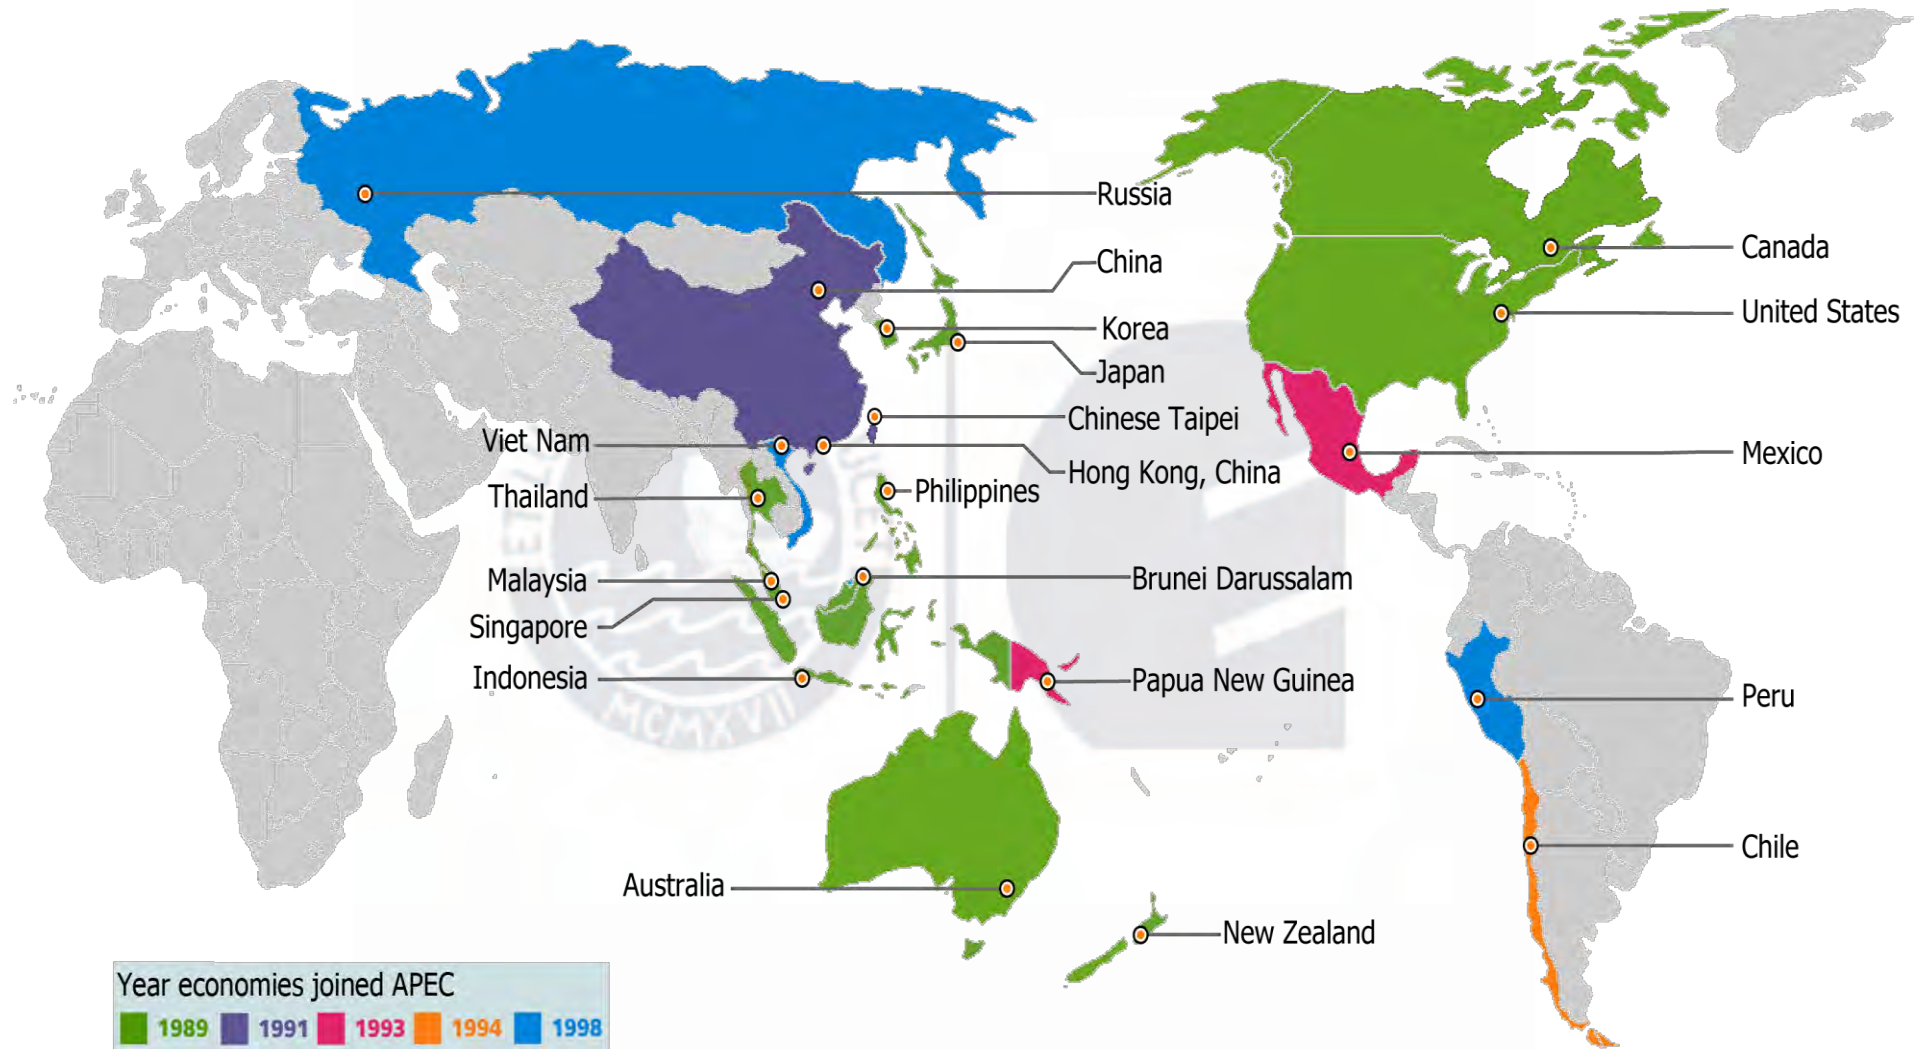 Russia
China
Korea
Japan
Chinese Taipei
Hong Kong, China
Viet Nam
Thailand
Philippines
Malaysia
Singapore
Indonesia
Brunei Darussalam
Papua New Guinea
Australia
New Zealand
Canada
United States
Mexico
Peru
Chile
MCMXVII
Year economies joined APEC
1989 1991 1993 1994 1998